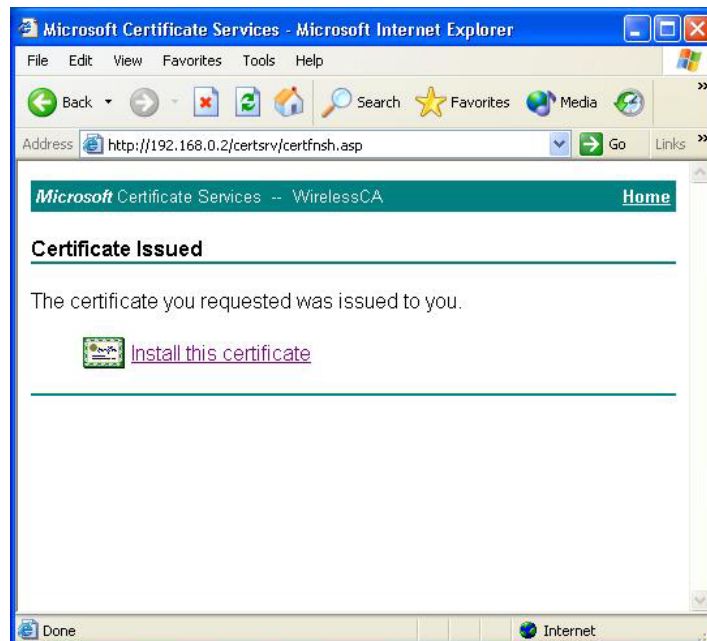 Microsoft Certificate Services - Microsoft Internet Explorer
File Edit View Favorites Tools Help
Back Search Favorites Media »
Address http://192.168.0.2/certsrv/certfnsh.asp Go Links »
Microsoft Certificate Services -- WirelessCA Home
Certificate Issued
The certificate you requested was issued to you.
Install this certificate
Done Internet